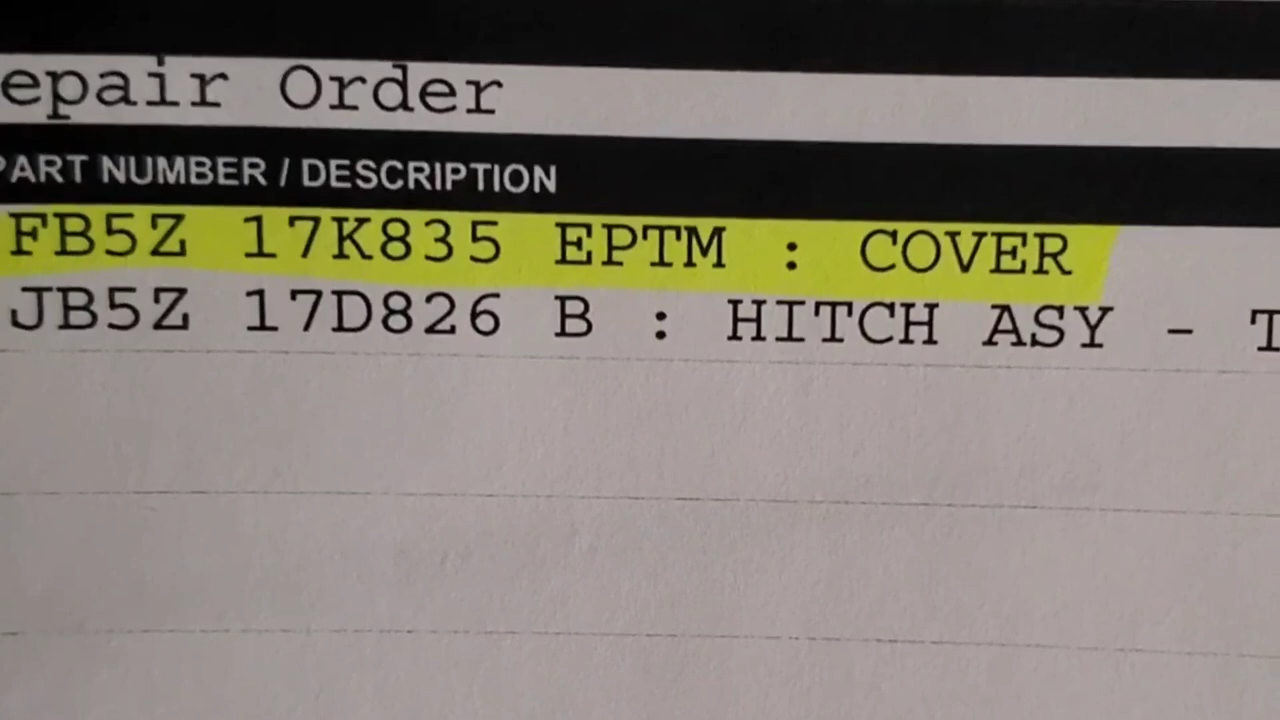 epair Order
PART NUMBER / DESCRIPTION
FB5Z 17K835 EPTM : COVER
JB5Z 17D826 B : HITCH ASY - T